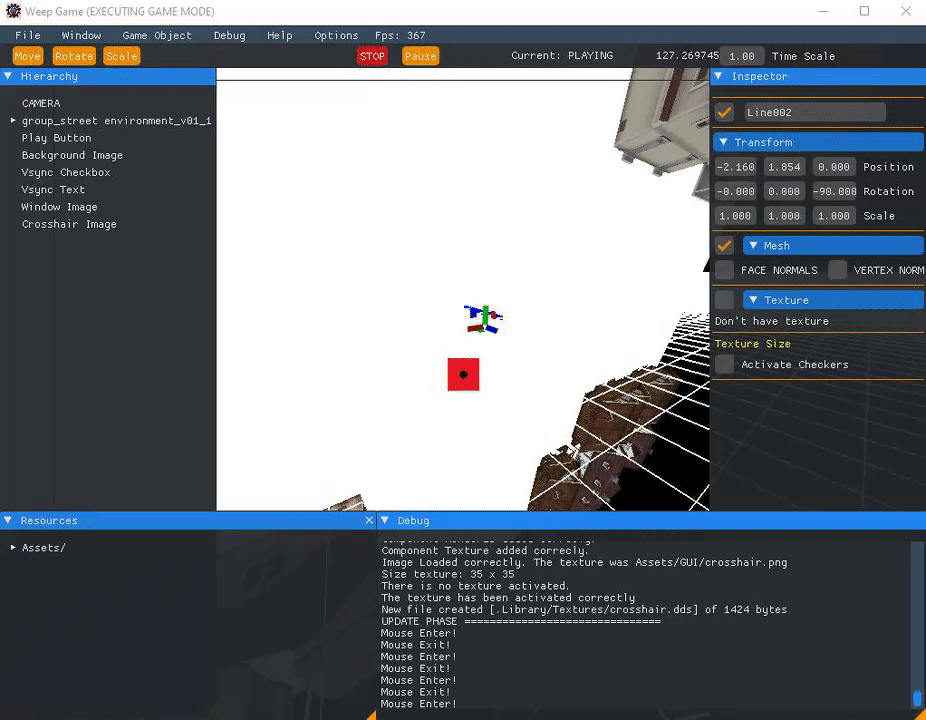 Weep Game (EXECUTING GAME MODE)
File Window Game Object Debug Help Options Fps: 367
Move Rotate Scale STOP Pause Current: PLAYING 127.269745 1.00 Time Scale
Hierarchy
CAMERA
group_street environment_v01_1
Play Button
Background Image
Vsync Checkbox
Vsync Text
Window Image
Crosshair Image
Inspector
Line002
Transform
-2.160 1.854 0.000 Position
-0.000 0.000 -90.000 Rotation
1.000 1.000 1.000 Scale
Mesh
FACE NORMALS VERTEX NORM
Texture
Don't have texture
Texture Size
Activate Checkers
Resources
Assets/
Debug
Component Texture added correcly.
Image Loaded correctly. The texture was Assets/GUI/crosshair.png
Size texture: 35 x 35
There is no texture activated.
The texture has been activated correctly
New file created [.Library/Textures/crosshair.dds] of 1424 bytes
UPDATE PHASE ===============================
Mouse Enter!
Mouse Exit!
Mouse Enter!
Mouse Exit!
Mouse Enter!
Mouse Exit!
Mouse Enter!